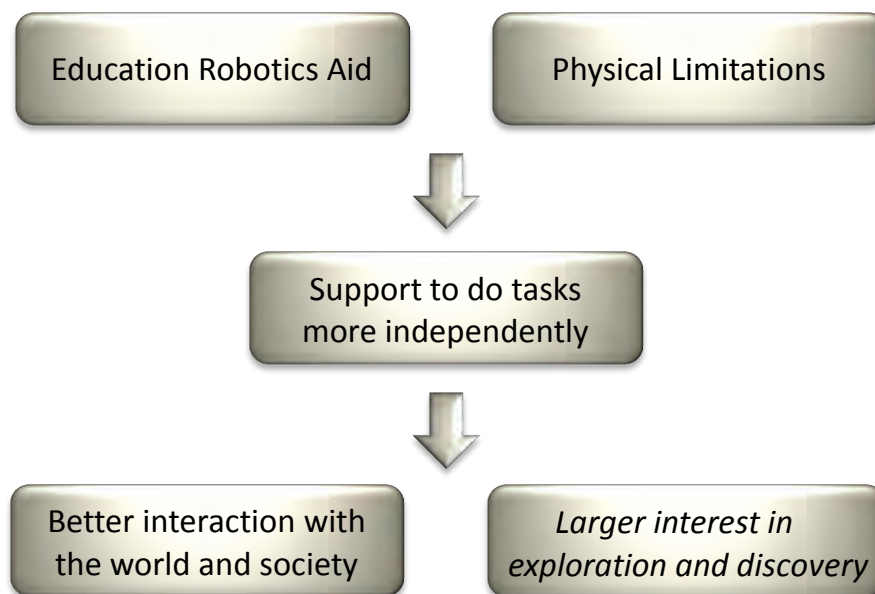 Education Robotics Aid
Physical Limitations
Support to do tasks
more independently
Better interaction with
the world and society
Larger interest in
exploration and discovery